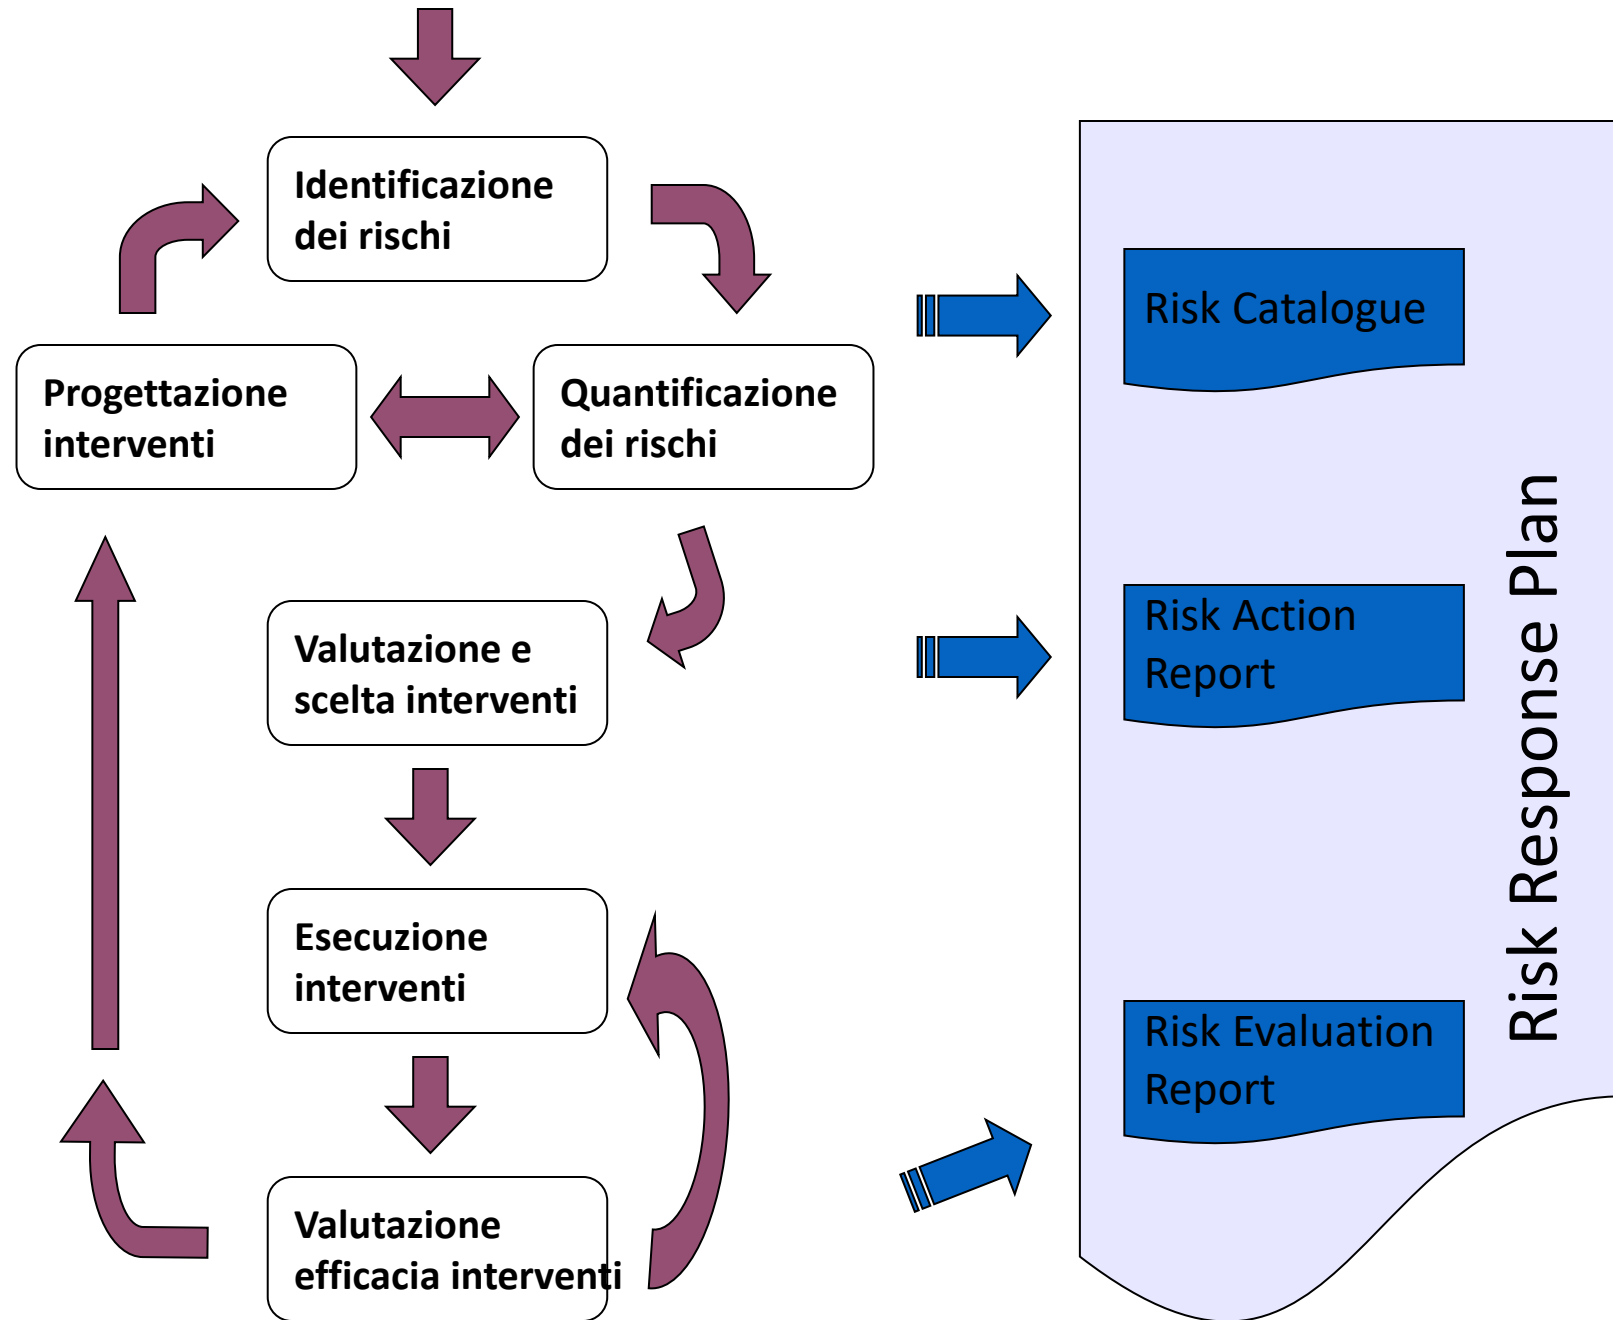 Identificazione
dei rischi
Progettazione
interventi
Quantificazione
dei rischi
Valutazione e
scelta interventi
Esecuzione
interventi
Valutazione
efficacia interventi
Risk Catalogue
Risk Action
Report
Risk Evaluation
Report
Risk Response Plan